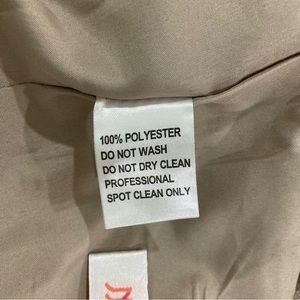 100% POLYESTER
DO NOT WASH
DO NOT DRY CLEAN
PROFESSIONAL
SPOT CLEAN ONLY